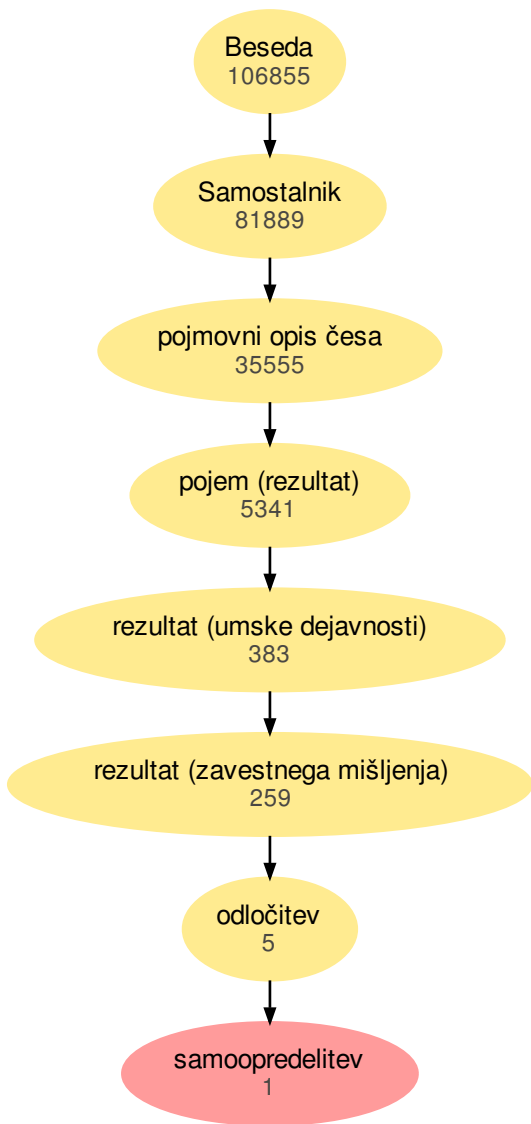 Beseda
106855
Samostalnik
81889
pojmovni opis česa
35555
pojem (rezultat)
5341
rezultat (umske dejavnosti)
383
rezultat (zavestnega mišljenja)
259
odločitev
5
samoopredelitev
1